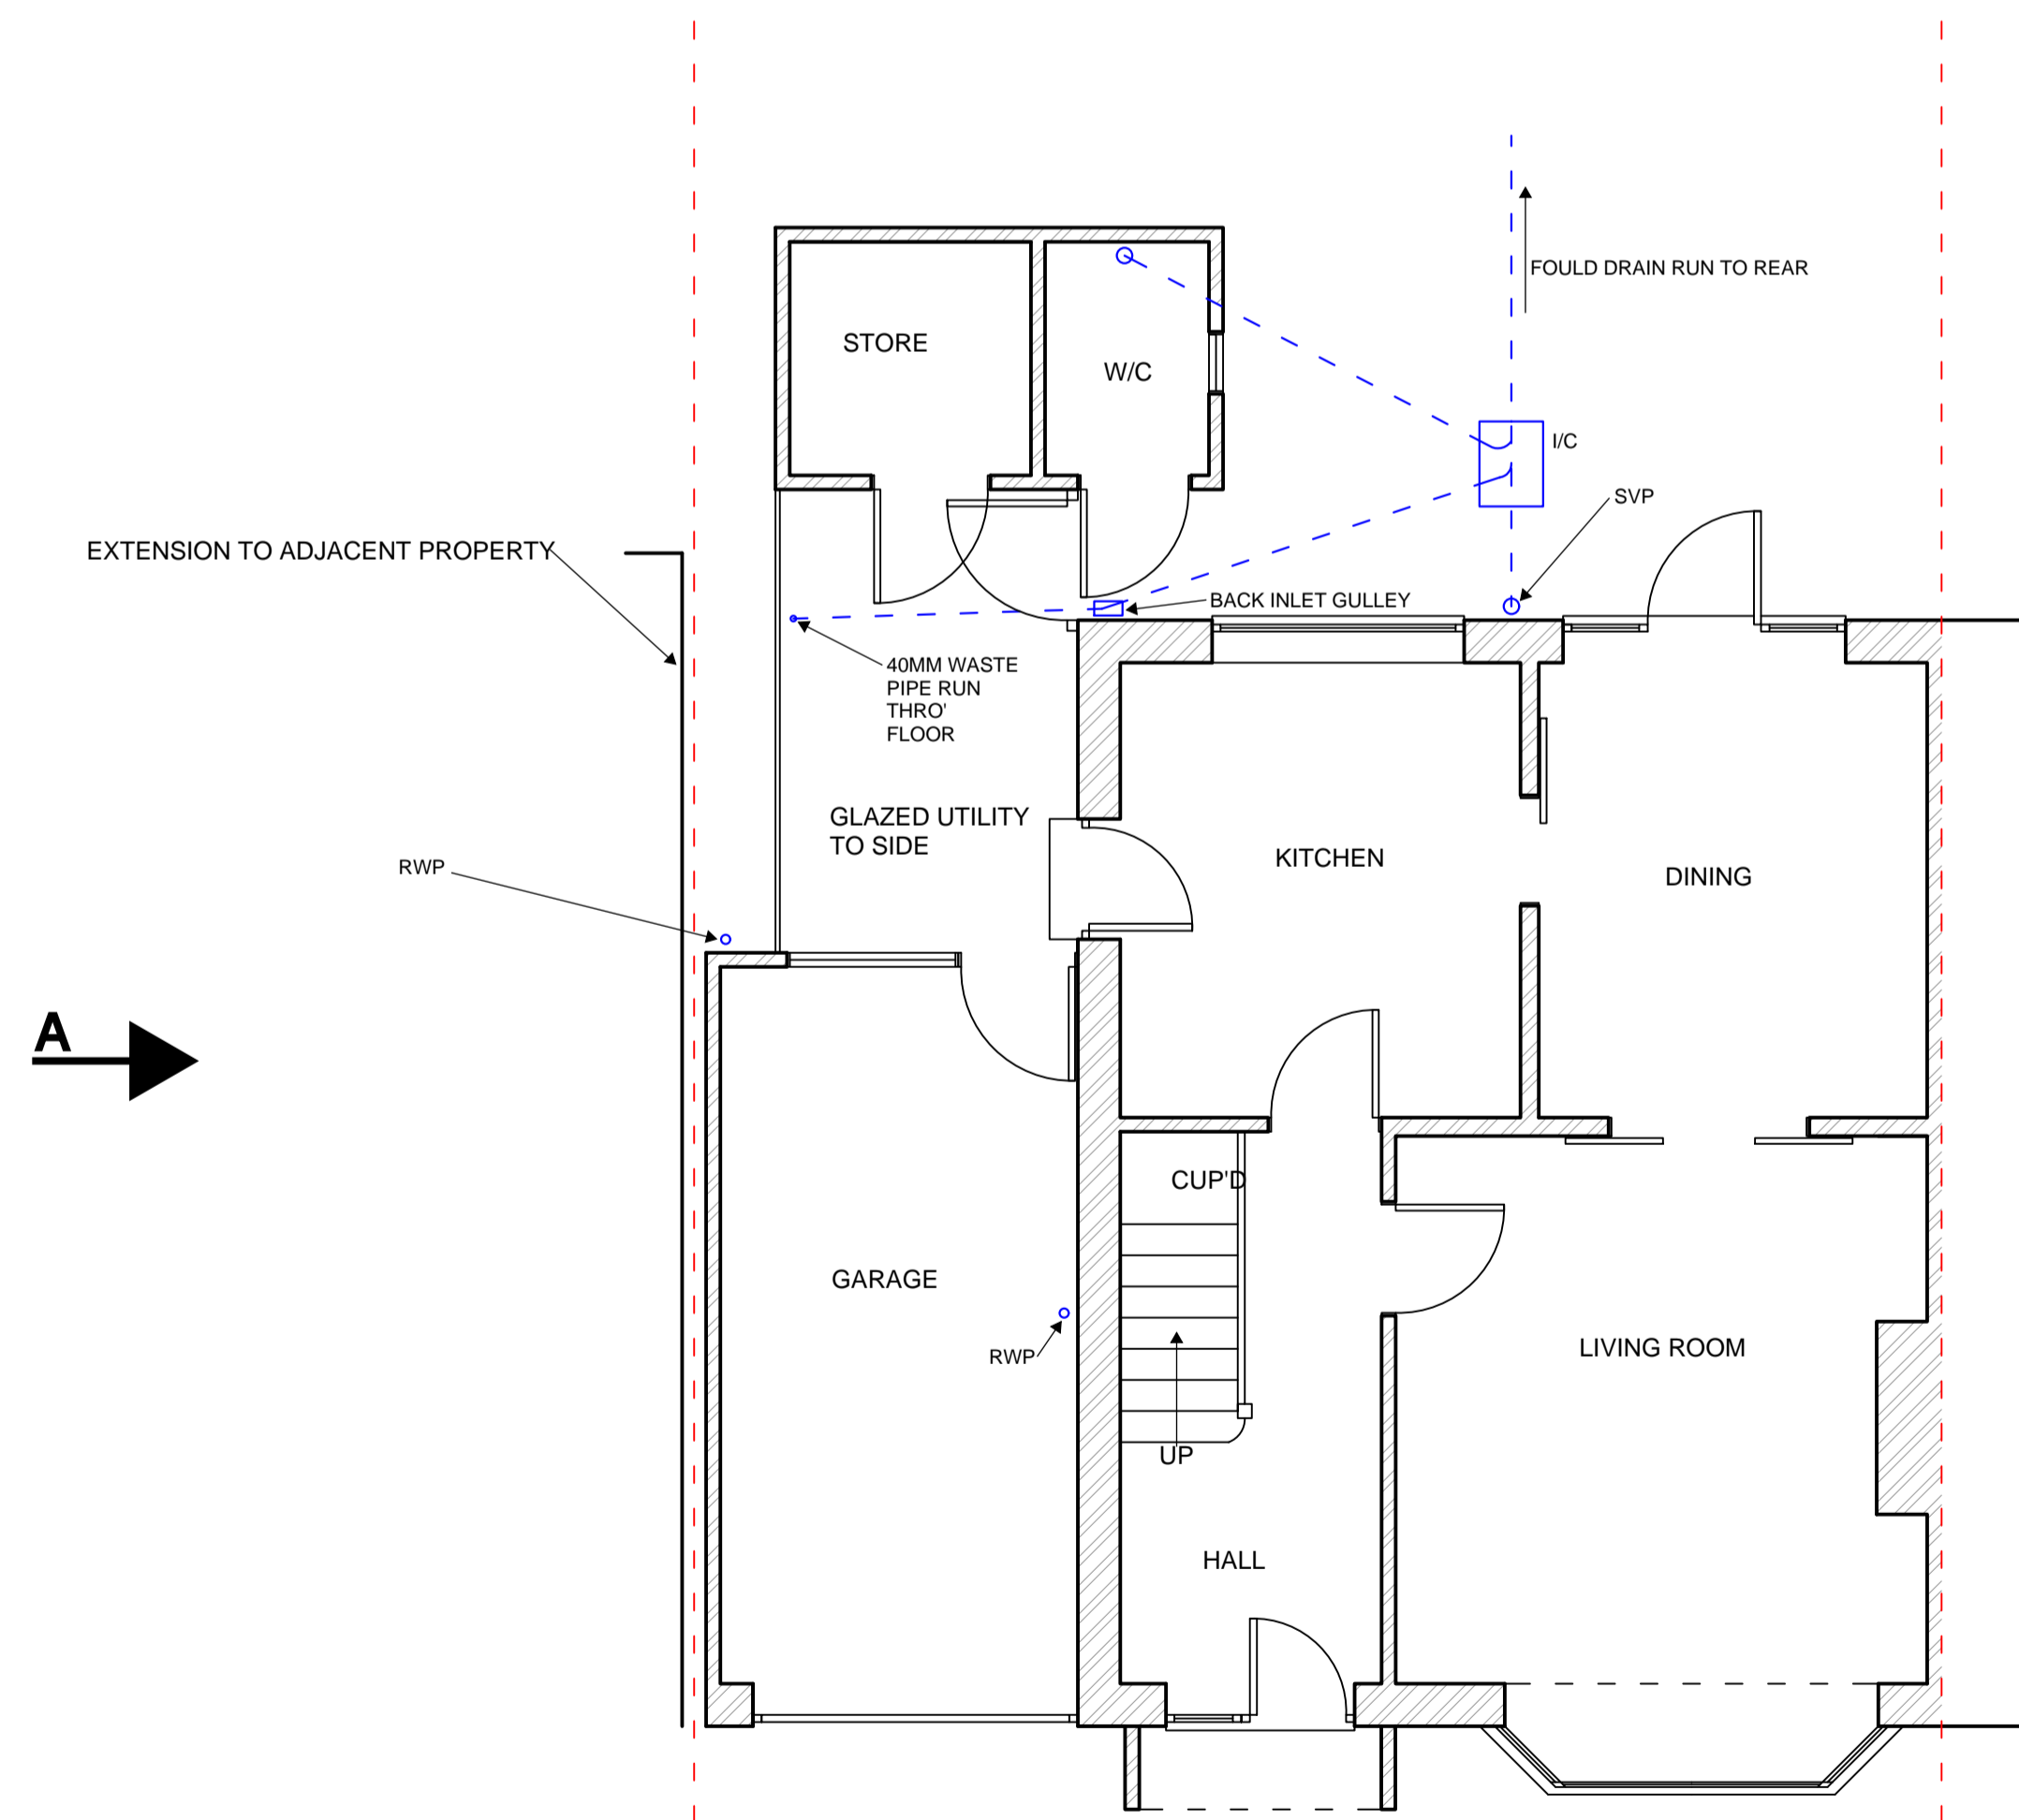 FOULD DRAIN RUN TO REAR
STORE
W/C
I/C
SVP
EXTENSION TO ADJACENT PROPERTY
BACK INLET GULLEY
40MM WASTE
PIPE RUN
THRO'
FLOOR
GLAZED UTILITY
TO SIDE
KITCHEN
RWP
DINING
A
CUP'D
GARAGE
RWP
LIVING ROOM
UP
HALL